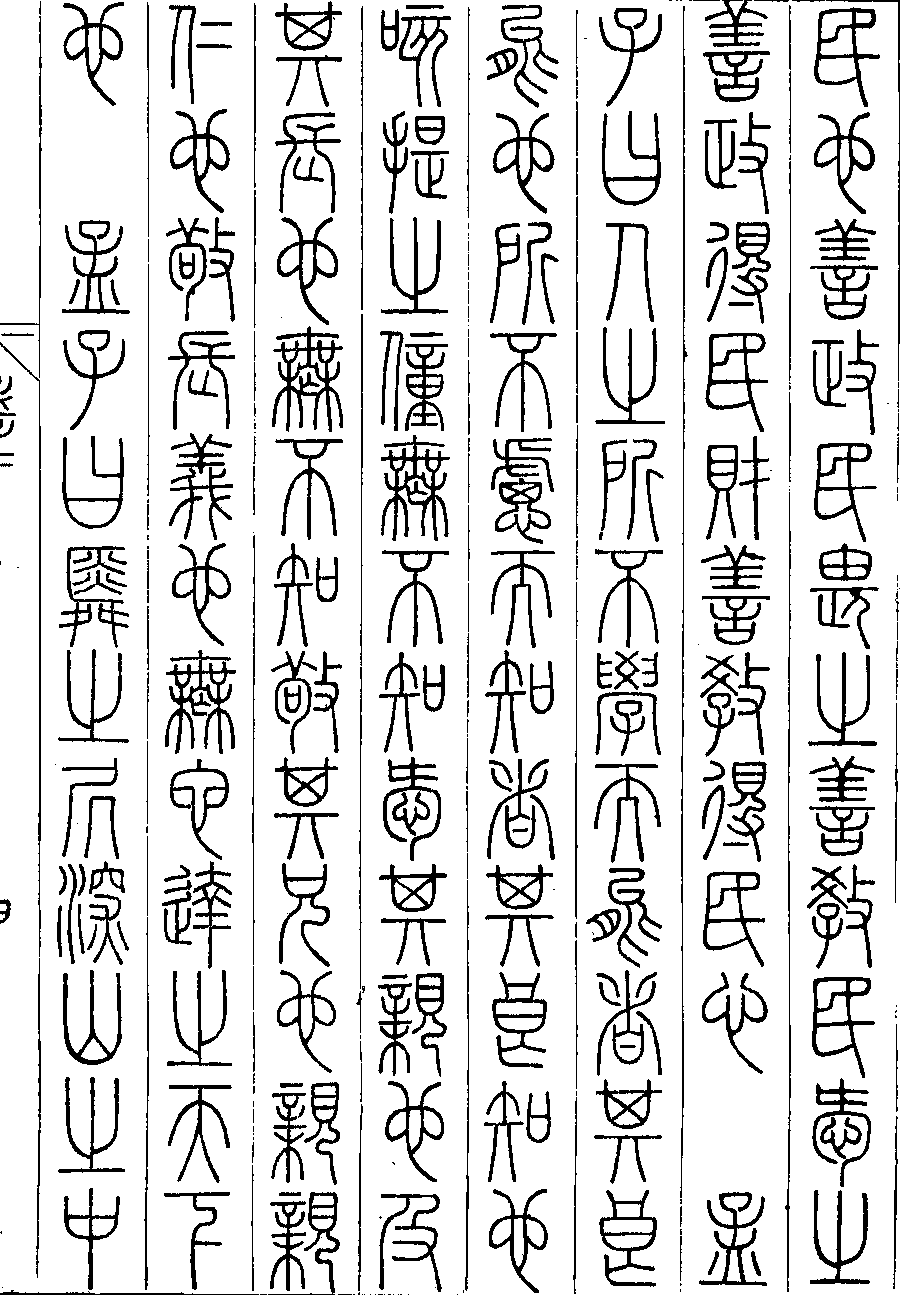 民也善政民畏之善教民愛之
善政得民財善教得民心　孟
子曰人之所不學而能者其良
能也所不慮而知者其良知也
咳提之僮無不知愛其親也及
其長也無不知敬其兄也親親
仁也敬長義也無它達之天下
也　孟子曰舜之凥深山之中